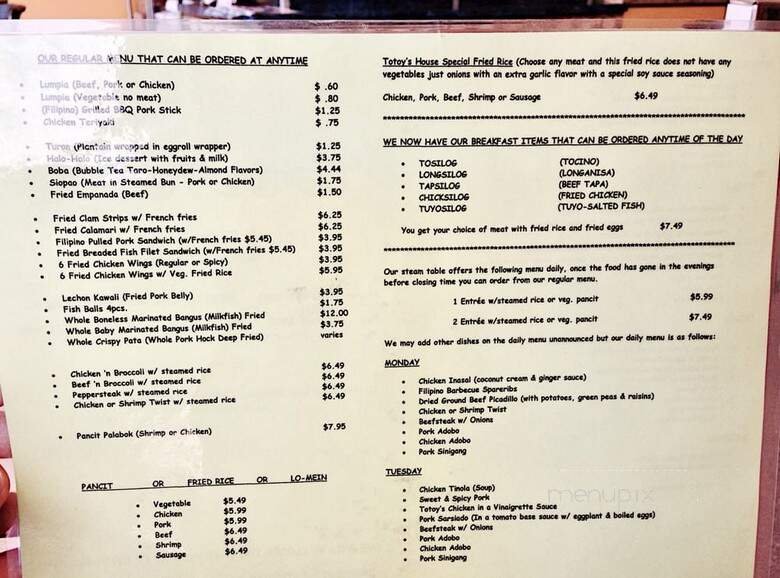 OUR REGULAR MENU THAT CAN BE ORDERED AT ANYTIME
Lumpia (Beef, Pork or Chicken) $ .60
Lumpia (Vegetable no meat) $ .80
(Filipino) Grilled BBQ Pork Stick $1.25
Chicken Teriyaki $ .75
Turon (Plantain wrapped in eggroll wrapper) $1.25
Halo-Halo (Ice dessert with fruits & milk) $3.75
Boba (Bubble Tea Taro-Honeydew-Almond Flavors) $4.44
Siopao (Meat in Steamed Bun - Pork or Chicken) $1.75
Fried Empanada (Beef) $1.50
Fried Clam Strips w/ French fries $6.25
Fried Calamari w/ French fries $6.25
Filipino Pulled Pork Sandwich (w/French fries $5.45) $3.95
Fried Breaded Fish Filet Sandwich (w/French fries $5.45) $3.95
6 Fried Chicken Wings (Regular or Spicy) $3.95
6 Fried Chicken Wings w/ Veg. Fried Rice $5.95
Lechon Kawali (Fried Pork Belly) $3.95
Fish Balls 4pcs. $1.75
Whole Boneless Marinated Bangus (Milkfish) Fried $12.00
Whole Baby Marinated Bangus (Milkfish) Fried $3.75
Whole Crispy Pata (Whole Pork Hock Deep Fried) varies
Chicken 'n Broccoli w/ steamed rice $6.49
Beef 'n Broccoli w/ steamed rice $6.49
Peppersteak w/ steamed rice $6.49
Chicken or Shrimp Twist w/ steamed rice $6.49
Pancit Palabok (Shrimp or Chicken) $7.95
PANCIT OR FRIED RICE OR LO-MEIN
Vegetable $5.49
Chicken $5.99
Pork $5.99
Beef $6.49
Shrimp $6.49
Sausage $6.49
Totoy's House Special Fried Rice (Choose any meat and this fried rice does not have any
vegetables just onions with an extra garlic flavor with a special soy sauce seasoning)
Chicken, Pork, Beef, Shrimp or Sausage $6.49
WE NOW HAVE OUR BREAKFAST ITEMS THAT CAN BE ORDERED ANYTIME OF THE DAY
TOSILOG (TOCINO)
LONGSILOG (LONGANISA)
TAPSILOG (BEEF TAPA)
CHICKSILOG (FRIED CHICKEN)
TUYOSILOG (TUYO-SALTED FISH)
You get your choice of meat with fried rice and fried eggs $7.49
Our steam table offers the following menu daily, once the food has gone in the evenings
before closing time you can order from our regular menu.
1 Entrée w/steamed rice or veg. pancit $5.99
2 Entrée w/steamed rice or veg. pancit $7.49
We may add other dishes on the daily menu unannounced but our daily menu is as follows:
MONDAY
Chicken Inasal (coconut cream & ginger sauce)
Filipino Barbecue Spareribs
Dried Ground Beef Picadillo (with potatoes, green peas & raisins)
Chicken or Shrimp Twist
Beefsteak w/ Onions
Pork Adobo
Chicken Adobo
Pork Sinigang
TUESDAY
Chicken Tinola (Soup)
Sweet & Spicy Pork
Totoy's Chicken in a Vinaigrette Sauce
Pork Sarsiado (In a tomato base sauce w/ eggplant & boiled eggs)
Beefsteak w/ Onions
Pork Adobo
Chicken Adobo
Pork Sinigang
menupix